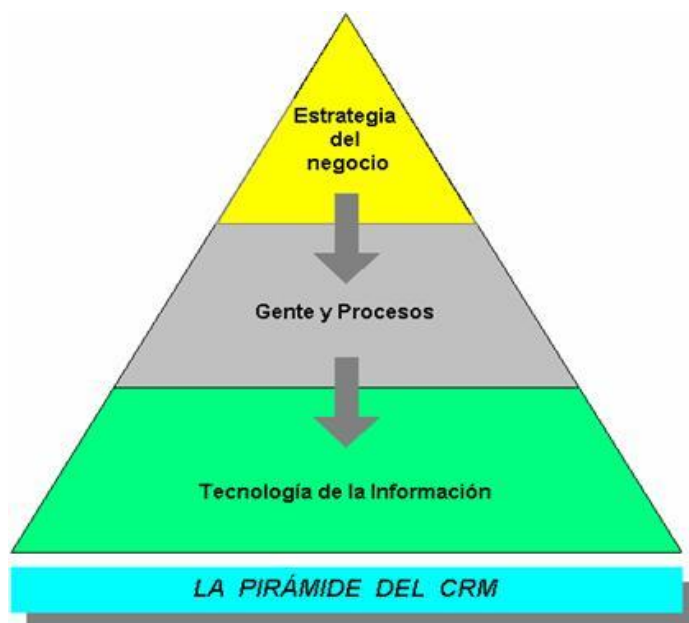 Estrategia
del
negocio
Gente y Procesos
Tecnología de la Información
LA PIRÁMIDE DEL CRM